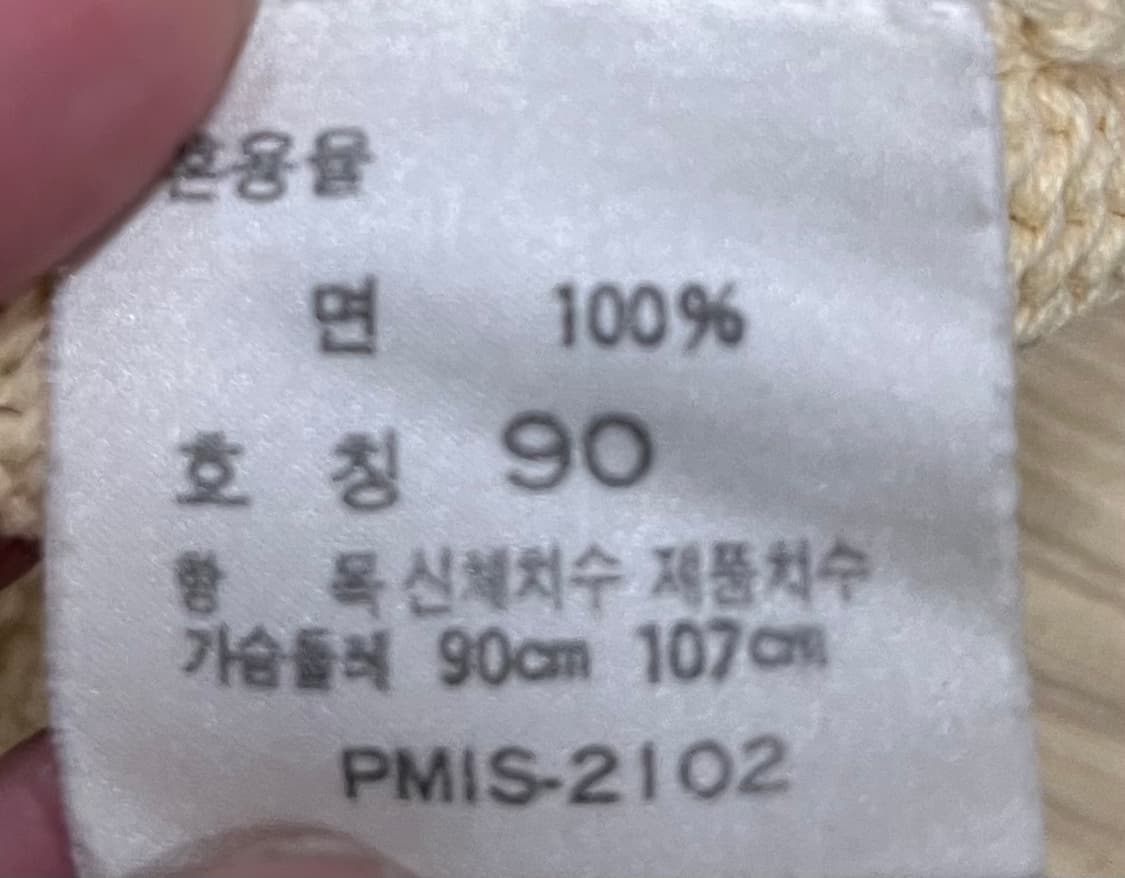 혼용율
면 100%
호 칭 90
항 목 신체치수 제품치수
가슴둘레 90cm 107cm
PMIS-2102